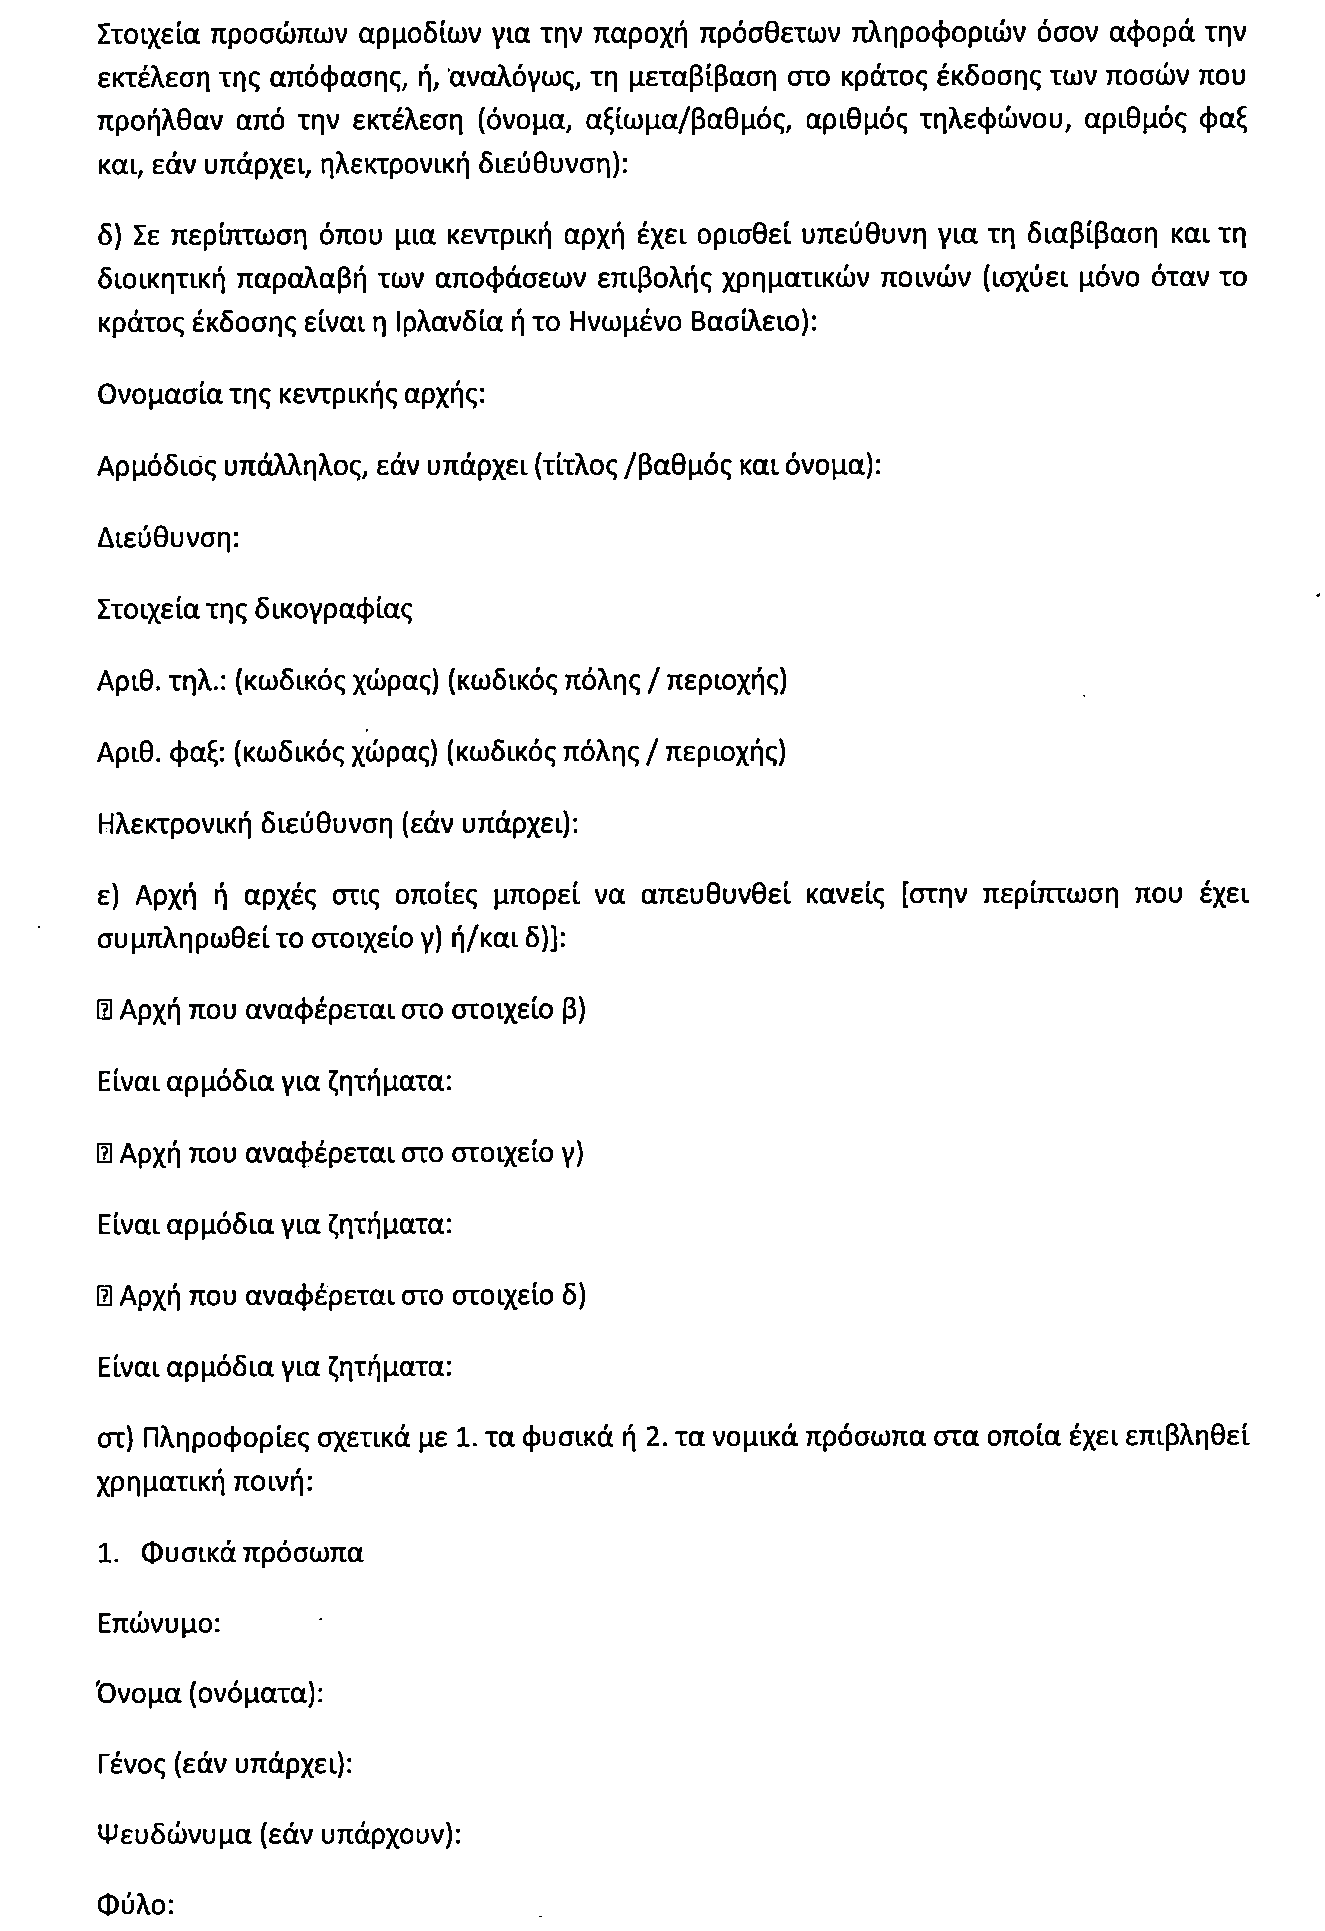 Στοιχεία προσώπων αρμοδίων για την παροχή πρόσθετων πληροφοριών όσον αφορά την
εκτέλεση της απόφασης, ή, αναλόγως, τη μεταβίβαση στο κράτος έκδοσης των ποσών που
προήλθαν από την εκτέλεση (όνομα, αξίωμα/βαθμός, αριθμός τηλεφώνου, αριθμός φαξ
και, εάν υπάρχει, ηλεκτρονική διεύθυνση):
δ) Σε περίπτωση όπου μια κεντρική αρχή έχει ορισθεί υπεύθυνη για τη διαβίβαση και τη
διοικητική παραλαβή των αποφάσεων επιβολής χρηματικών ποινών (ισχύει μόνο όταν το
κράτος έκδοσης είναι η Ιρλανδία ή το Ηνωμένο Βασίλειο):
Ονομασία της κεντρικής αρχής:
Αρμόδιος υπάλληλος, εάν υπάρχει (τίτλος /βαθμός και όνομα):
Διεύθυνση:
Στοιχεία της δικογραφίας
Αριθ. τηλ.: (κωδικός χώρας) (κωδικός πόλης / περιοχής)
Αριθ. φαξ: (κωδικός χώρας) (κωδικός πόλης / περιοχής)
Ηλεκτρονική διεύθυνση (εάν υπάρχει):
ε) Αρχή ή αρχές στις οποίες μπορεί να απευθυνθεί κανείς [στην περίπτωση που έχει
συμπληρωθεί το στοιχείο γ) ή/και δ)]:
⍰ Αρχή που αναφέρεται στο στοιχείο β)
Είναι αρμόδια για ζητήματα:
⍰ Αρχή που αναφέρεται στο στοιχείο γ)
Είναι αρμόδια για ζητήματα:
⍰ Αρχή που αναφέρεται στο στοιχείο δ)
Είναι αρμόδια για ζητήματα:
στ) Πληροφορίες σχετικά με 1. τα φυσικά ή 2. τα νομικά πρόσωπα στα οποία έχει επιβληθεί
χρηματική ποινή:
1. Φυσικά πρόσωπα
Επώνυμο:
Όνομα (ονόματα):
Γένος (εάν υπάρχει):
Ψευδώνυμα (εάν υπάρχουν):
Φύλο: